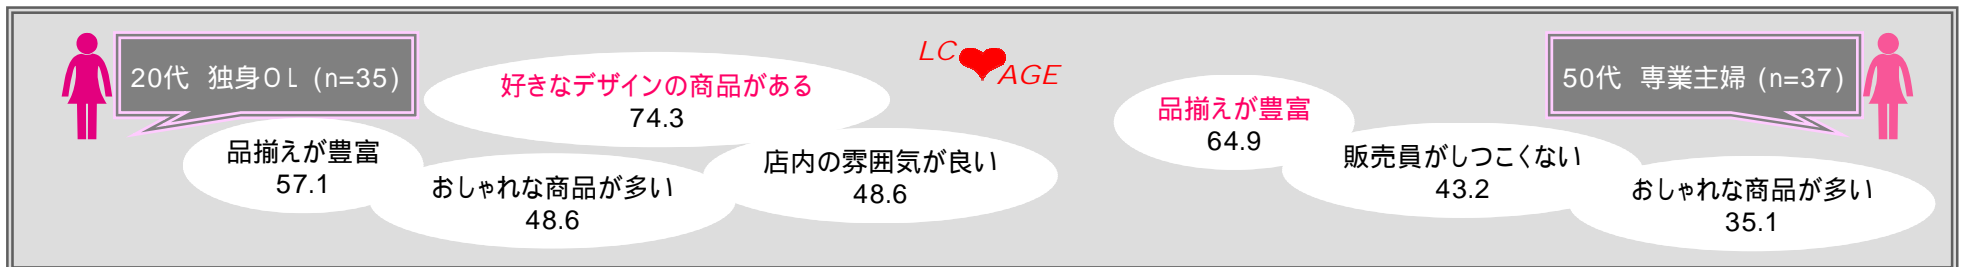 20代 独身OL (n=35)
好きなデザインの商品がある
74.3
品揃えが豊富
57.1
おしゃれな商品が多い
48.6
店内の雰囲気が良い
48.6
LC
AGE
50代 専業主婦 (n=37)
品揃えが豊富
64.9
販売員がしつこくない
43.2
おしゃれな商品が多い
35.1